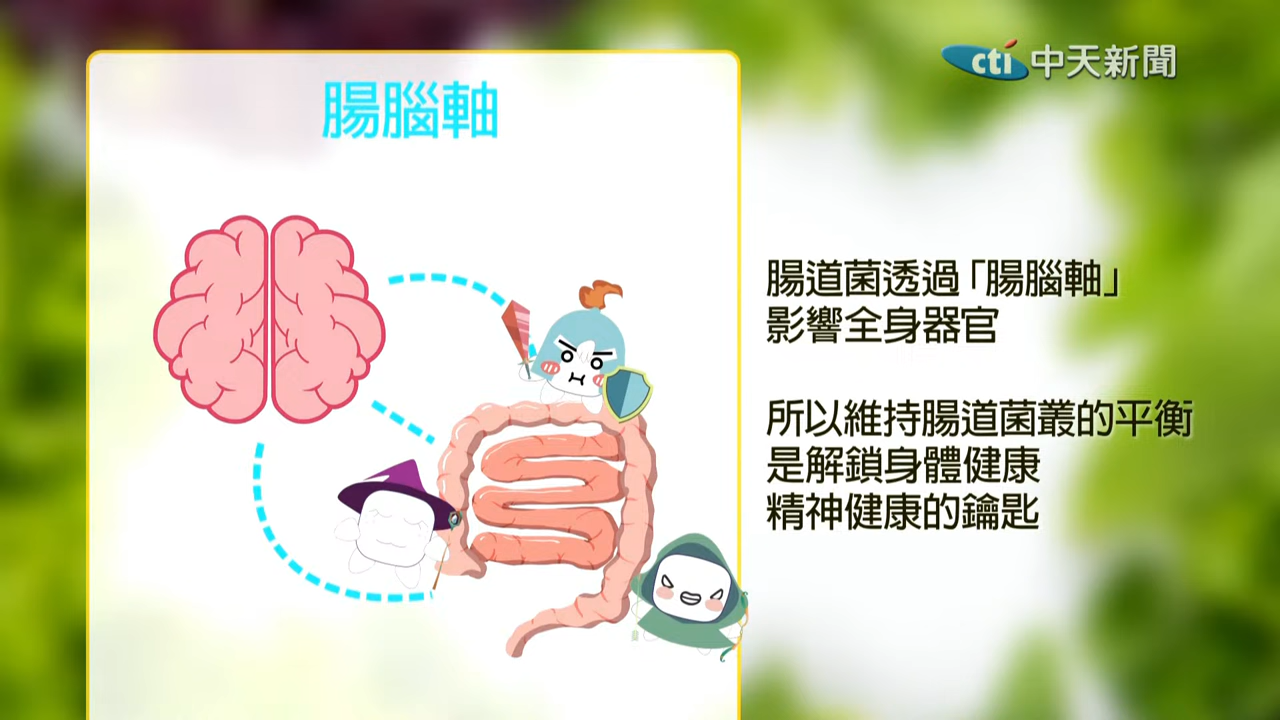 cti 中天新聞
腸腦軸
腸道菌透過「腸腦軸」
影響全身器官
所以維持腸道菌叢的平衡
是解鎖身體健康
精神健康的鑰匙